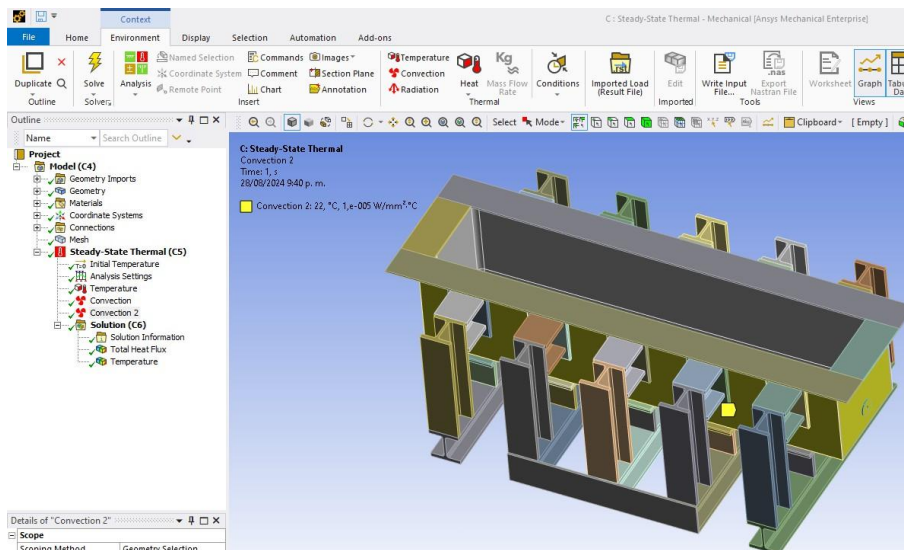 Context
C : Steady-State Thermal - Mechanical [Ansys Mechanical Enterprise]
File Home Environment Display Selection Automation Add-ons
Duplicate
Outline
Solve
Solvers
Analysis
Named Selection
Coordinate System
Remote Point
Commands
Comment
Chart
Images
Section Plane
Annotation
Insert
Temperature
Convection
Radiation
Heat
Kg/s
Mass Flow Rate
Thermal
Conditions
Imported Load (Result File)
Edit
Imported
Write Input File...
.nas
Export Nastran File
Tools
Worksheet
Graph
Views
Outline
Name
Search Outline
Select
Mode
Clipboard
[ Empty ]
Project
Model (C4)
Geometry Imports
Geometry
Materials
Coordinate Systems
Connections
Mesh
Steady-State Thermal (C5)
Initial Temperature
Analysis Settings
Temperature
Convection
Convection 2
Solution (C6)
Solution Information
Total Heat Flux
Temperature
C: Steady-State Thermal
Convection 2
Time: 1, s
28/08/2024 9:40 p. m.
Convection 2: 22, °C, 1,e-005 W/mm²·°C
Details of "Convection 2"
Scope
Scoping Method Geometry Selection